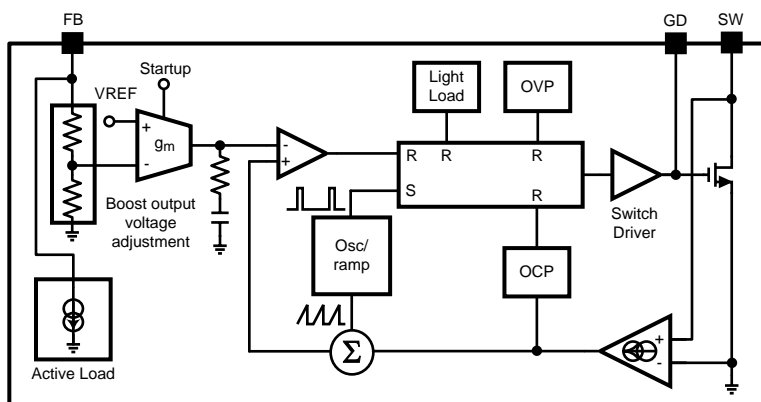 FB
GD
SW
Startup
VREF
+
gm
-
Light
Load
OVP
-
+
R
R
R
S
R
Boost output
voltage
adjustment
Osc/
ramp
OCP
Switch
Driver
Σ
+
-
Active Load